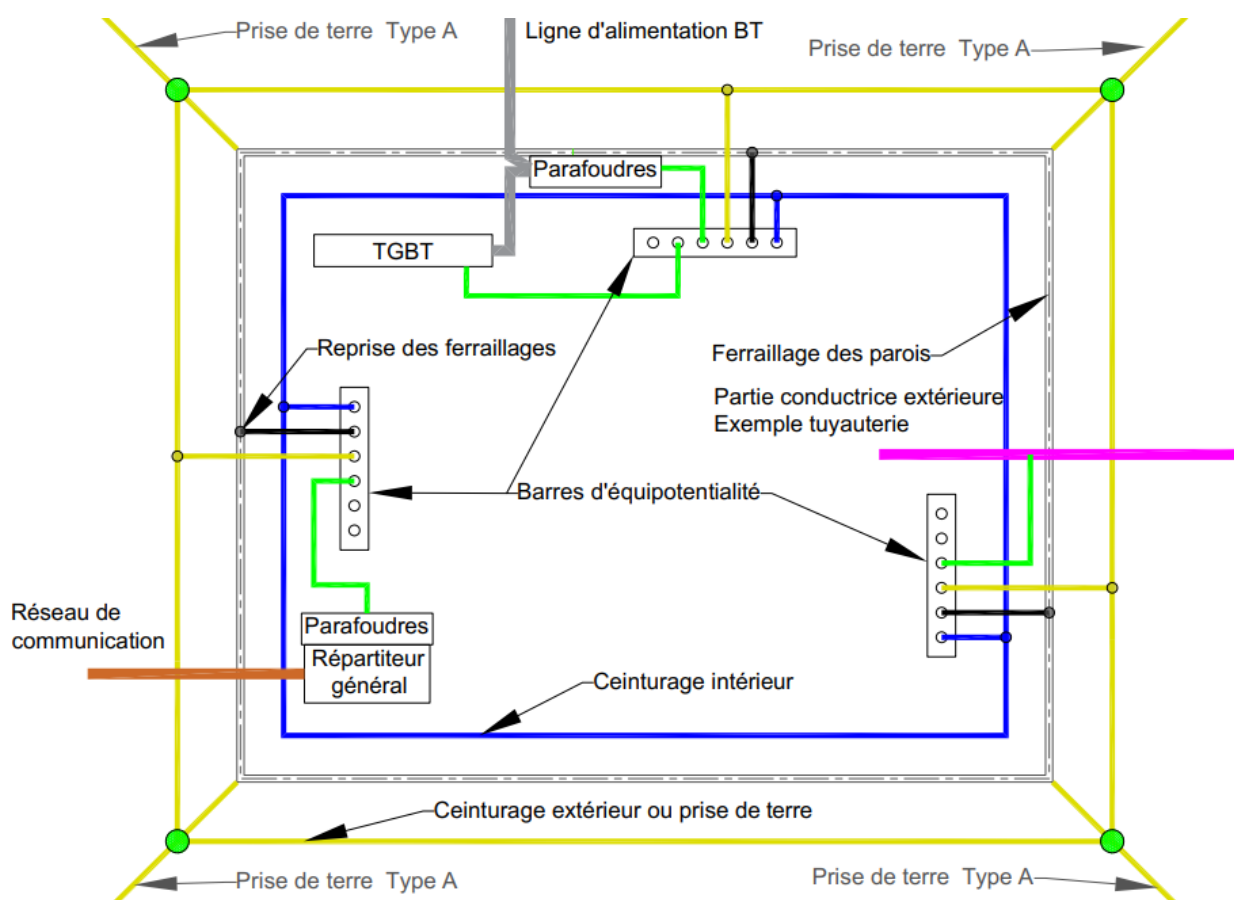 Prise de terre Type A
Ligne d'alimentation BT
Prise de terre Type A
Parafoudres
TGBT
Reprise des ferraillages
Ferraillage des parois
Partie conductrice extérieure
Exemple tuyauterie
Barres d'équipotentialité
Réseau de
communication
Parafoudres
Répartiteur
général
Ceinturage intérieur
Ceinturage extérieur ou prise de terre
Prise de terre Type A
Prise de terre Type A